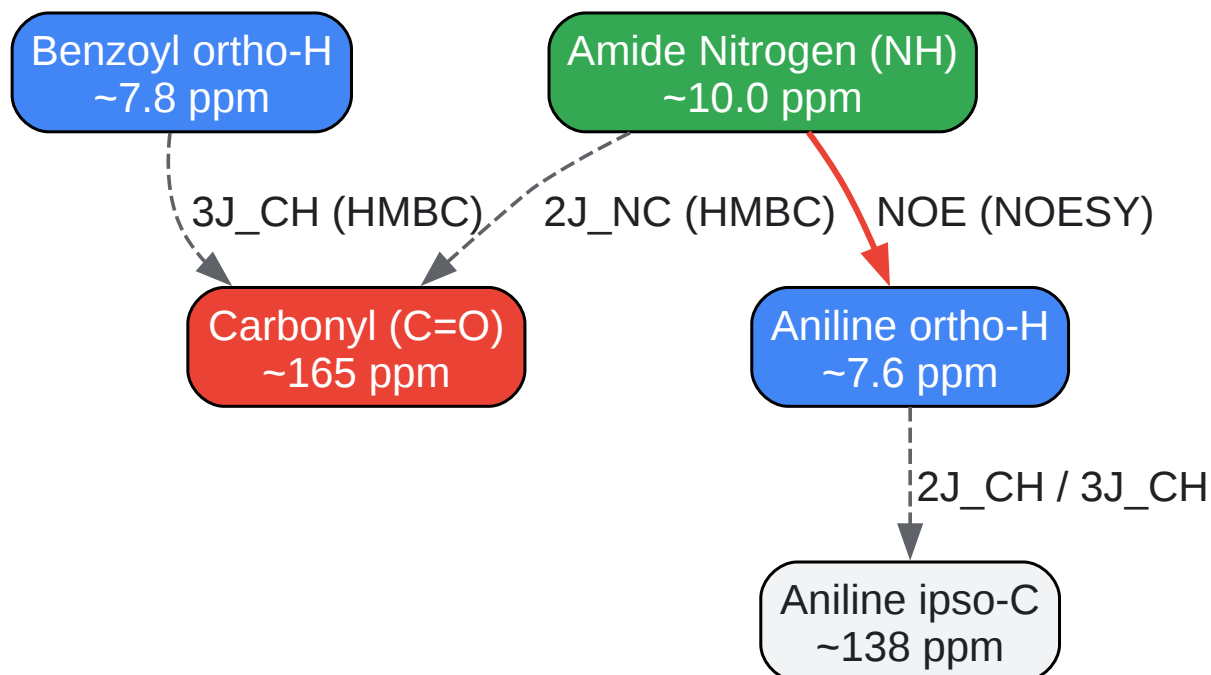 Benzoyl ortho-H
~7.8 ppm
Amide Nitrogen (NH)
~10.0 ppm
3J_CH (HMBC)
2J_NC (HMBC)
NOE (NOESY)
Carbonyl (C=O)
~165 ppm
Aniline ortho-H
~7.6 ppm
2J_CH / 3J_CH
Aniline ipso-C
~138 ppm